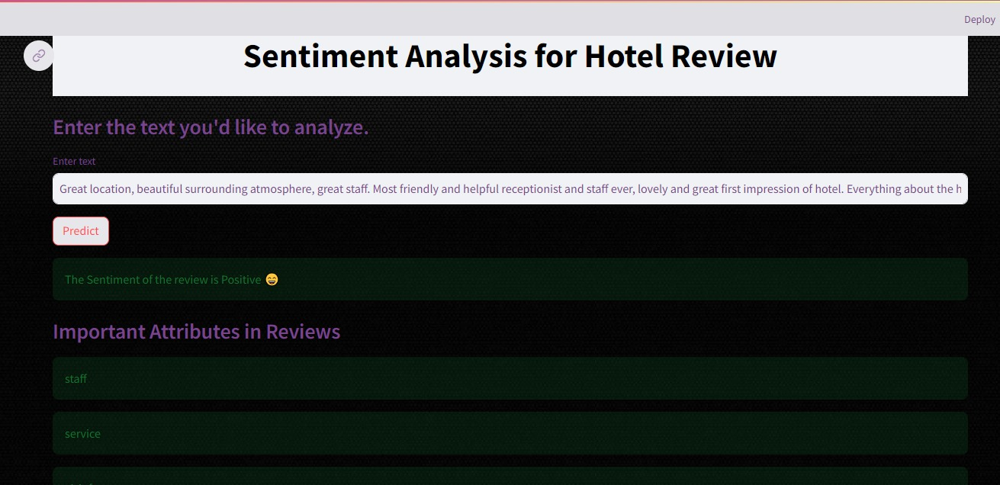 Deploy
Sentiment Analysis for Hotel Review
Enter the text you'd like to analyze.
Enter text
Great location, beautiful surrounding atmosphere, great staff. Most friendly and helpful receptionist and staff ever, lovely and great first impression of hotel. Everything about the h
Predict
The Sentiment of the review is Positive 😄
Important Attributes in Reviews
staff
service